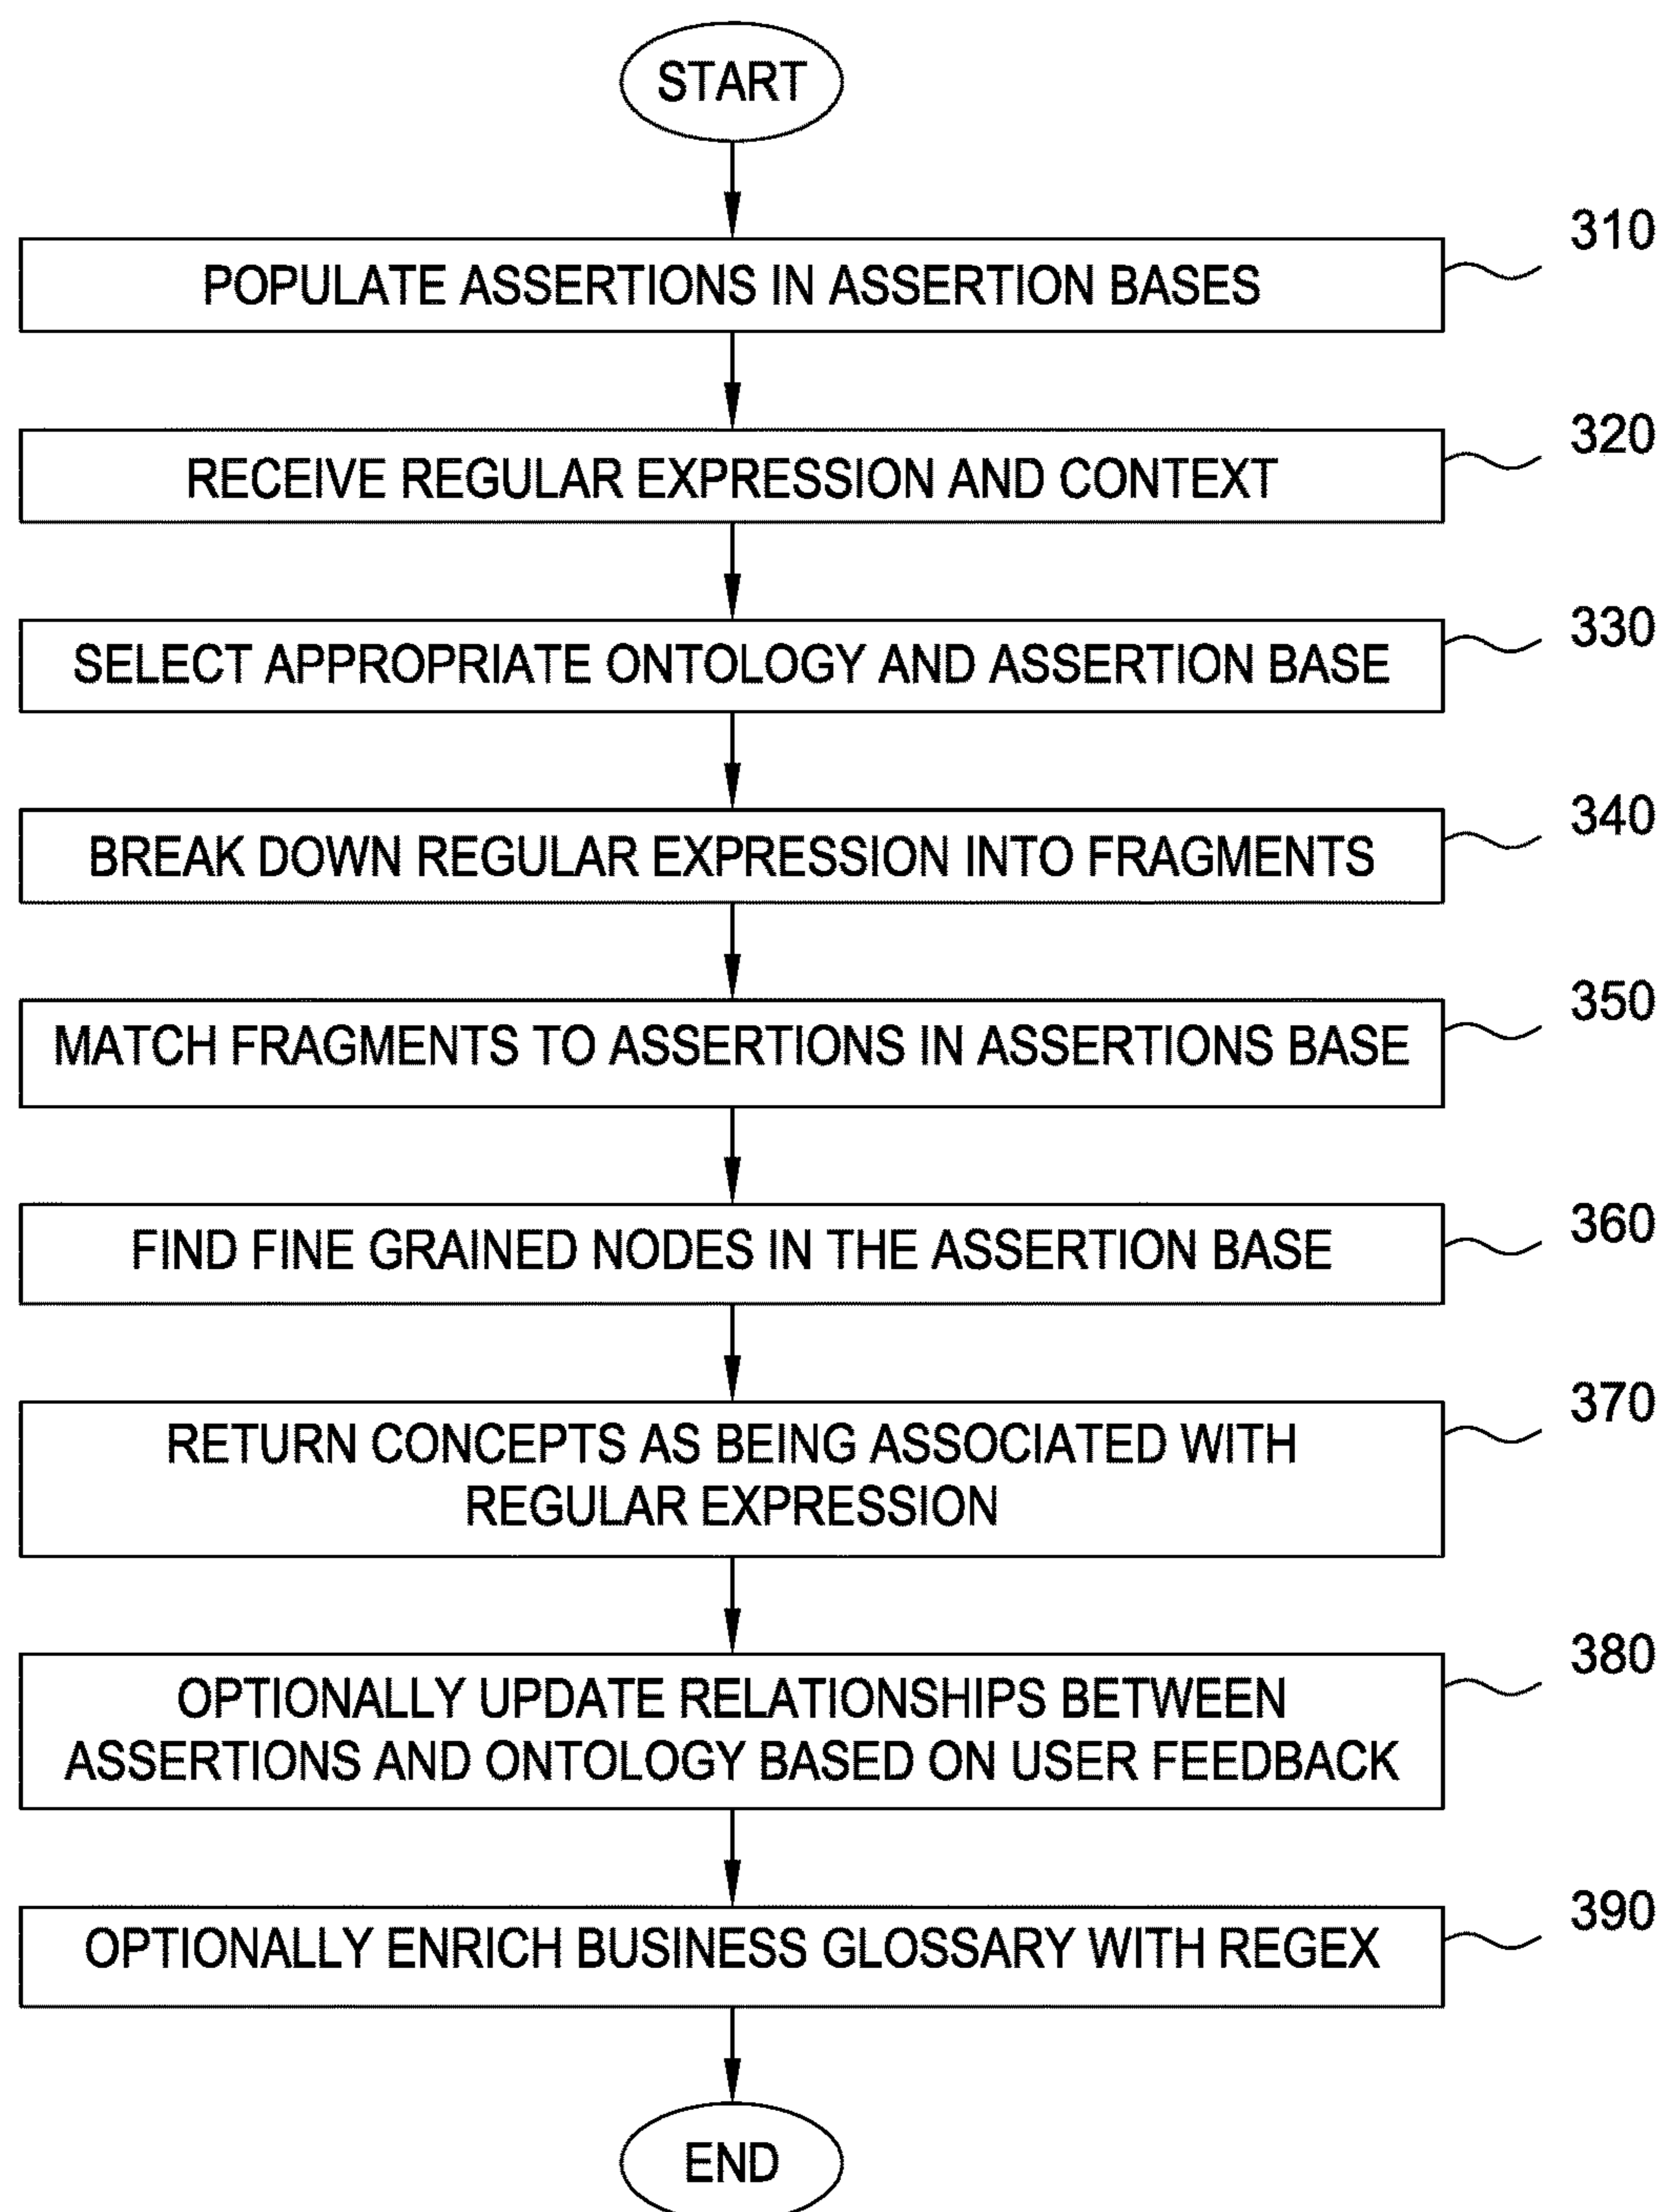 START
310
POPULATE ASSERTIONS IN ASSERTION BASES
320
RECEIVE REGULAR EXPRESSION AND CONTEXT
330
SELECT APPROPRIATE ONTOLOGY AND ASSERTION BASE
340
BREAK DOWN REGULAR EXPRESSION INTO FRAGMENTS
350
MATCH FRAGMENTS TO ASSERTIONS IN ASSERTIONS BASE
360
FIND FINE GRAINED NODES IN THE ASSERTION BASE
370
RETURN CONCEPTS AS BEING ASSOCIATED WITH
REGULAR EXPRESSION
380
OPTIONALLY UPDATE RELATIONSHIPS BETWEEN
ASSERTIONS AND ONTOLOGY BASED ON USER FEEDBACK
390
OPTIONALLY ENRICH BUSINESS GLOSSARY WITH REGEX
END